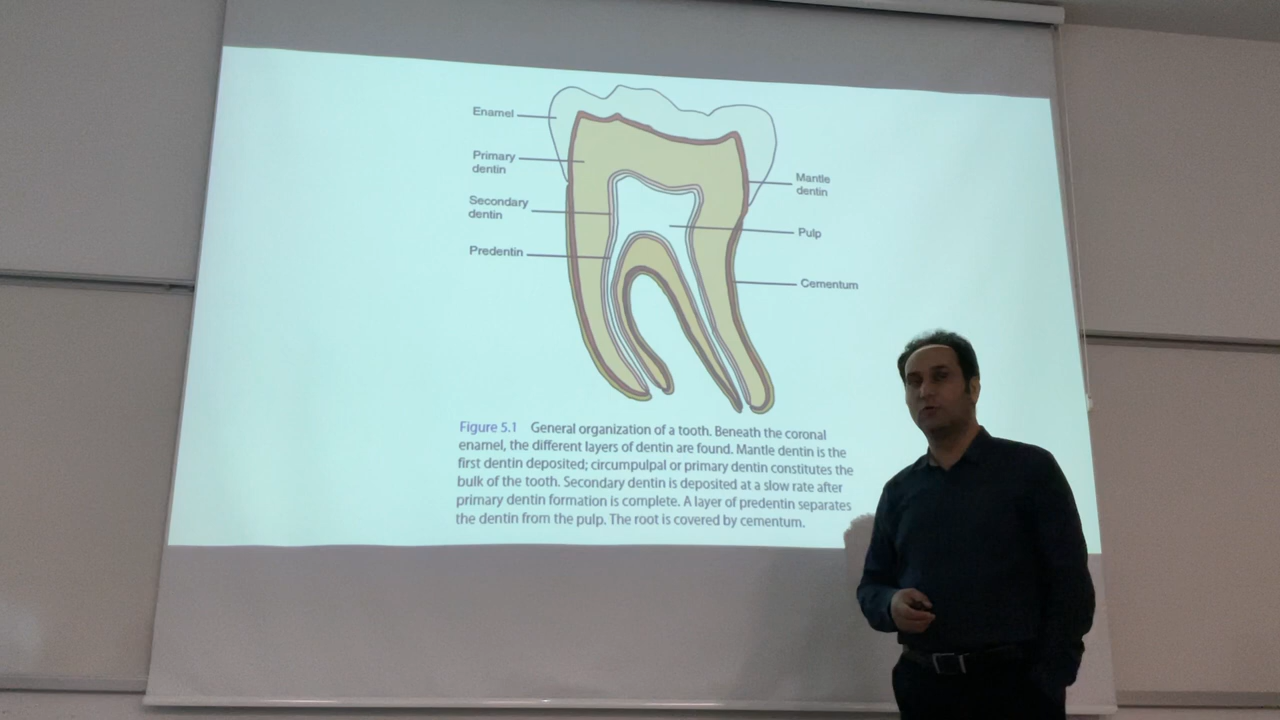 Enamel
Primary
dentin
Secondary
dentin
Predentin
Mantle
dentin
Pulp
Cementum
Figure 5.1 General organization of a tooth. Beneath the coronal
enamel, the different layers of dentin are found. Mantle dentin is the
first dentin deposited; circumpulpal or primary dentin constitutes the
bulk of the tooth. Secondary dentin is deposited at a slow rate after
primary dentin formation is complete. A layer of predentin separates
the dentin from the pulp. The root is covered by cementum.